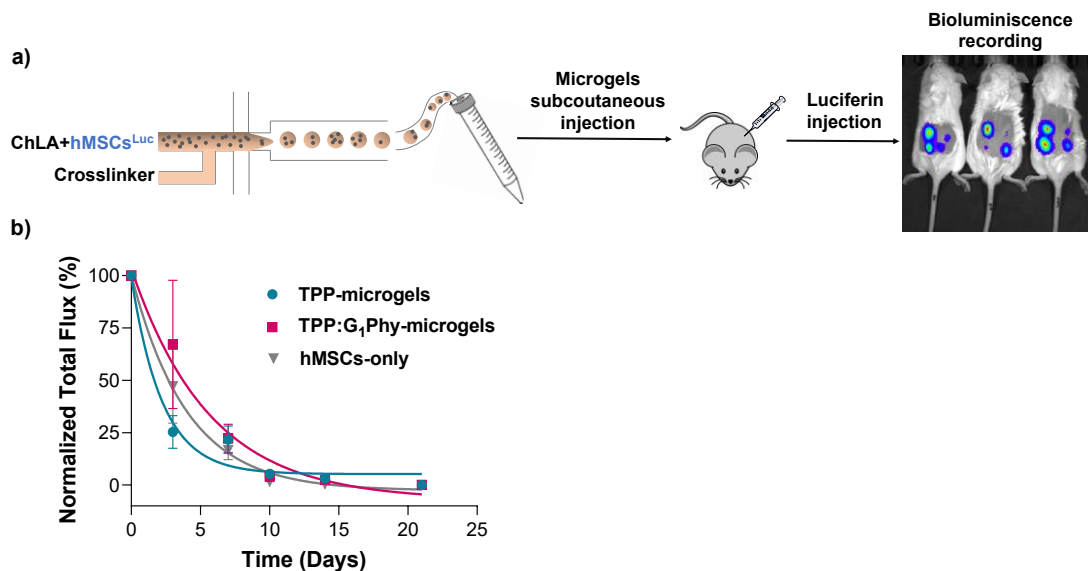 Bioluminiscence
recording
a)
Microgels
subcoutaneous
injection
Luciferin
injection
ChLA+hMSCsLuc
Crosslinker
b)
Normalized Total Flux (%)
100
75
50
25
0
TPP-microgels
TPP:G1Phy-microgels
hMSCs-only
0 5 10 15 20 25
Time (Days)